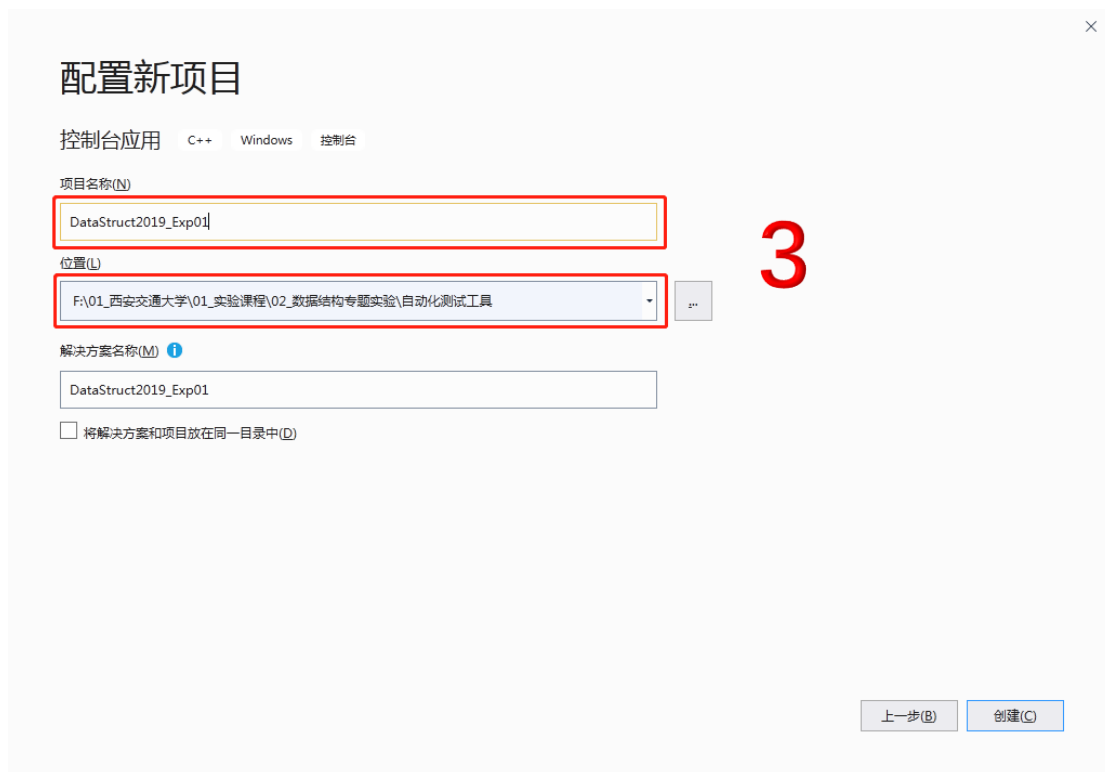 配置新项目
控制台应用 C++ Windows 控制台
项目名称(N)
DataStruct2019_Exp01
3
位置(L)
F:\01_西安交通大学\01_实验课程\02_数据结构专题实验\自动化测试工具
...
解决方案名称(M)
DataStruct2019_Exp01
将解决方案和项目放在同一目录中(D)
上一步(B) 创建(C)